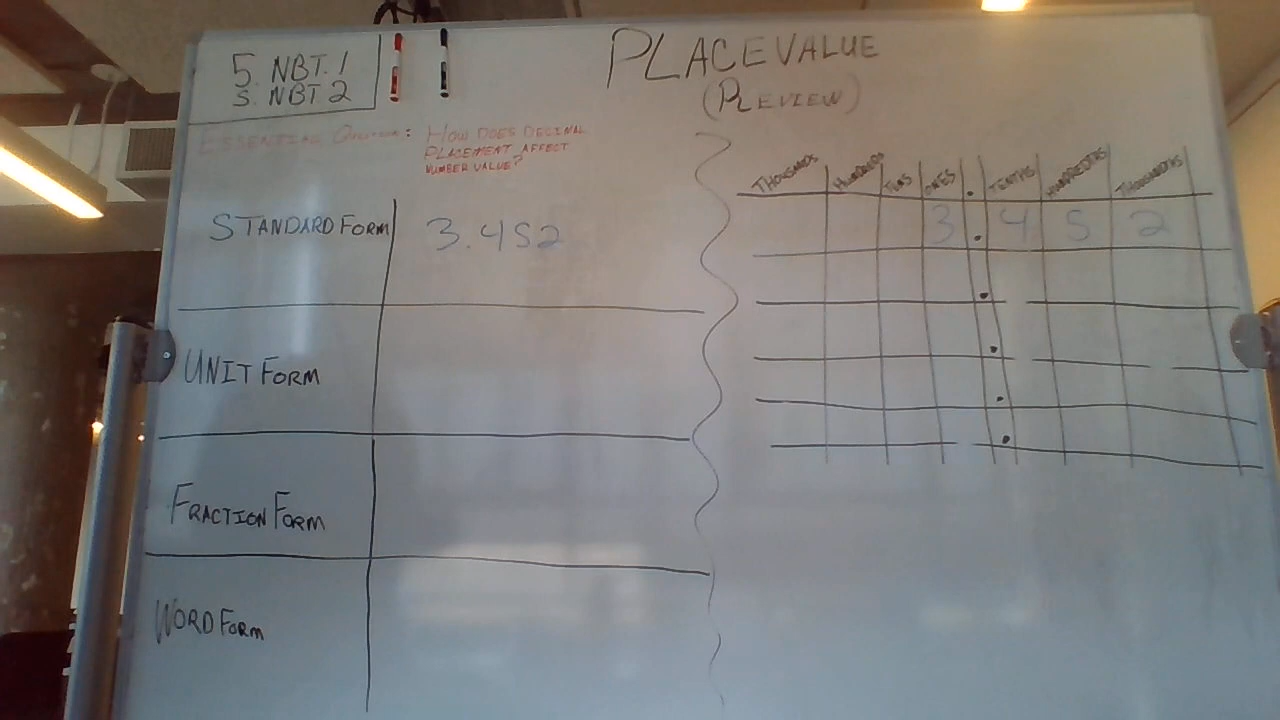 5. NBT. 1
5. NBT 2
PLACE VALUE
(PREVIEW)
ESSENTIAL QUESTION: HOW DOES DECIMAL
PLACEMENT AFFECT
NUMBER VALUE?
STANDARD FORM
3.452
UNIT FORM
FRACTION FORM
WORD FORM
THOUSANDS HUNDREDS TENS ONES . TENTHS HUNDREDTHS THOUSANDTHS
3 . 4 5 2
.
.
.
.